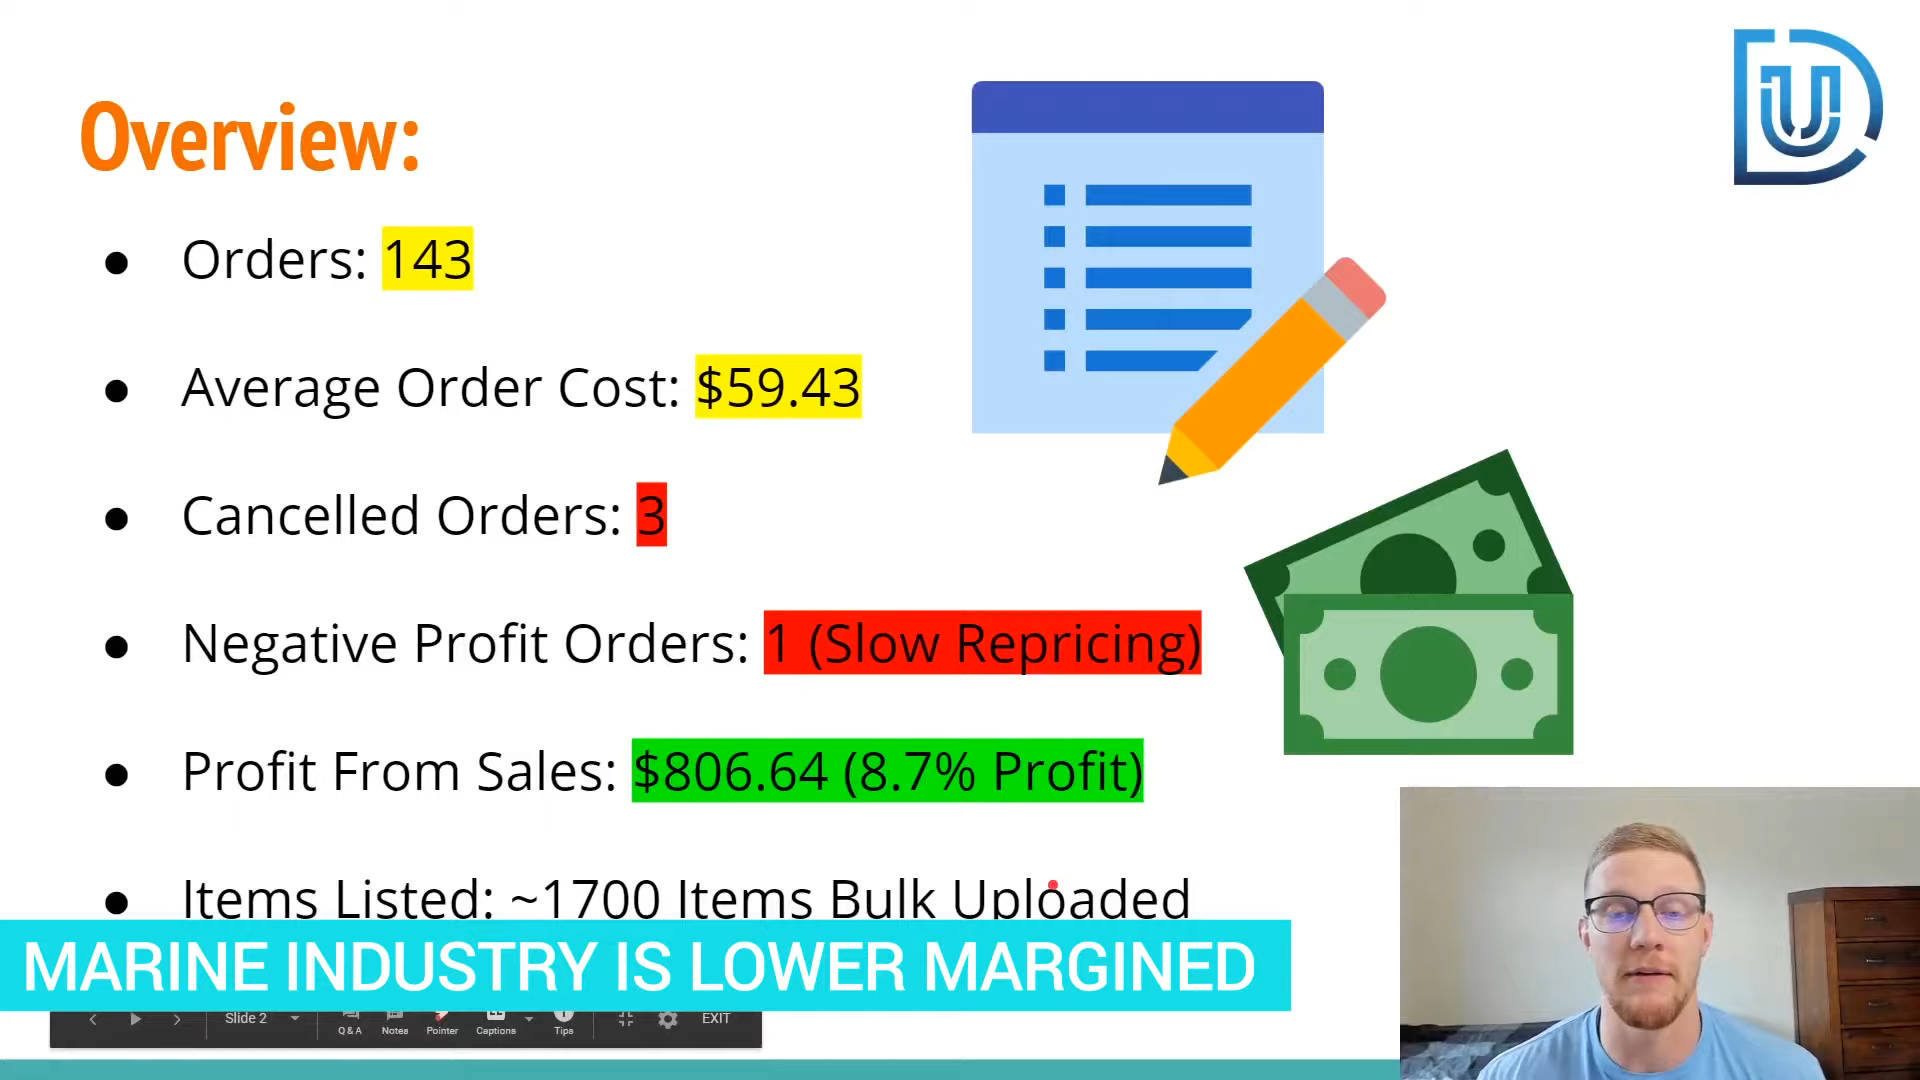 Overview:
● Orders: 143
● Average Order Cost: $59.43
● Cancelled Orders: 3
● Negative Profit Orders: 1 (Slow Repricing)
● Profit From Sales: $806.64 (8.7% Profit)
● Items Listed: ~1700 Items Bulk Uploaded
MARINE INDUSTRY IS LOWER MARGINED
Slide 2 Q & A Notes Pointer Captions Tips EXIT
DU